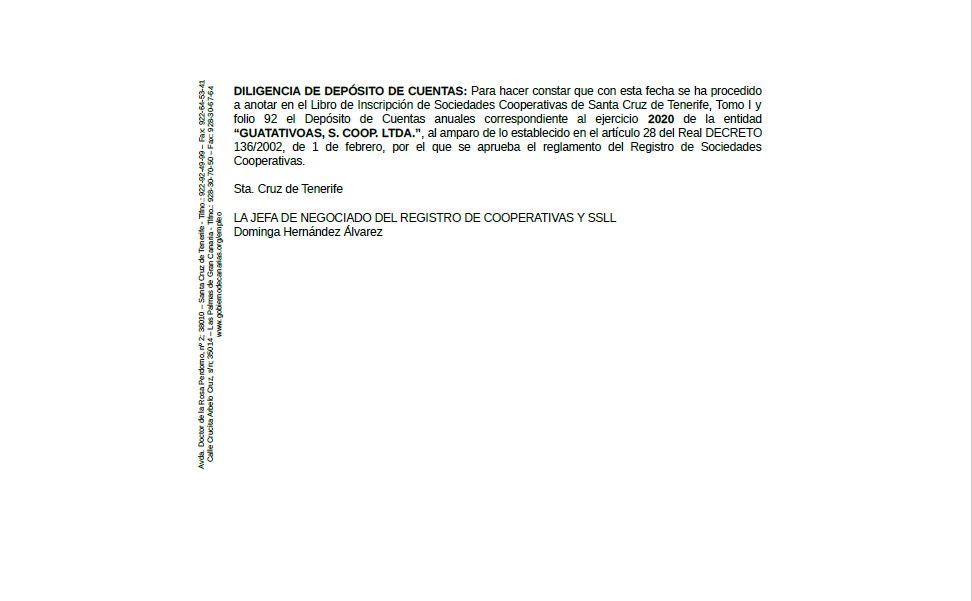 DILIGENCIA DE DEPÓSITO DE CUENTAS: Para hacer constar que con esta fecha se ha procedido
a anotar en el Libro de Inscripción de Sociedades Cooperativas de Santa Cruz de Tenerife, Tomo I y
folio 92 el Depósito de Cuentas anuales correspondiente al ejercicio 2020 de la entidad
“GUATATIVOAS, S. COOP. LTDA.”, al amparo de lo establecido en el artículo 28 del Real DECRETO
136/2002, de 1 de febrero, por el que se aprueba el reglamento del Registro de Sociedades
Cooperativas.
Sta. Cruz de Tenerife
LA JEFA DE NEGOCIADO DEL REGISTRO DE COOPERATIVAS Y SSLL
Dominga Hernández Álvarez
Avda. Doctor de la Rosa Perdomo, nº 2; 38010 – Santa Cruz de Tenerife - Tlfno.: 922-92-49-99 – Fax: 922-64-53-41
Calle Crucita Arbelo Cruz, s/n; 35014 – Las Palmas de Gran Canaria - Tlfno.: 928-30-70-50 – Fax: 928-30-67-64
www.gobiernodecanarias.org/empleo